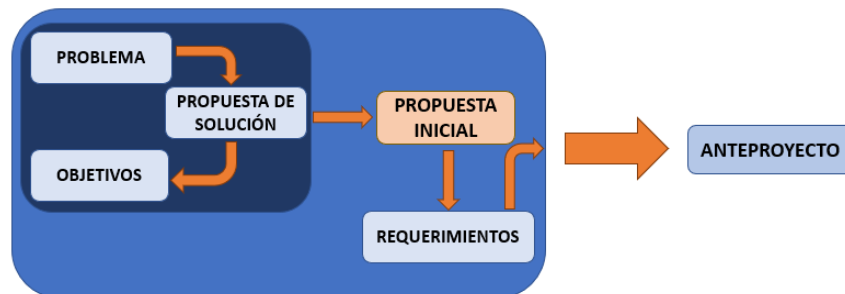 PROBLEMA
PROPUESTA DE
SOLUCIÓN
OBJETIVOS
PROPUESTA
INICIAL
REQUERIMIENTOS
ANTEPROYECTO